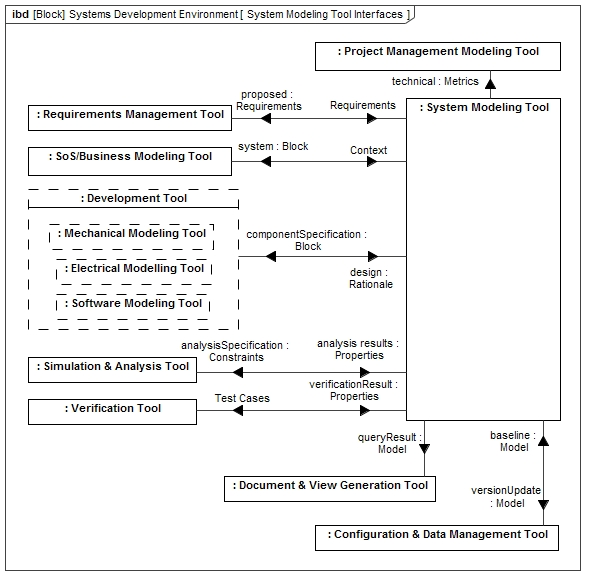 ibd [Block] Systems Development Environment [ System Modeling Tool Interfaces ]
: Project Management Modeling Tool
technical : Metrics
proposed :
Requirements
Requirements
: Requirements Management Tool
: System Modeling Tool
system : Block
Context
: SoS/Business Modeling Tool
: Development Tool
: Mechanical Modeling Tool
: Electrical Modelling Tool
: Software Modeling Tool
componentSpecification :
Block
design :
Rationale
analysisSpecification :
Constraints
analysis results :
Properties
: Simulation & Analysis Tool
verificationResult :
Properties
Test Cases
: Verification Tool
queryResult :
Model
baseline :
Model
: Document & View Generation Tool
versionUpdate
: Model
: Configuration & Data Management Tool